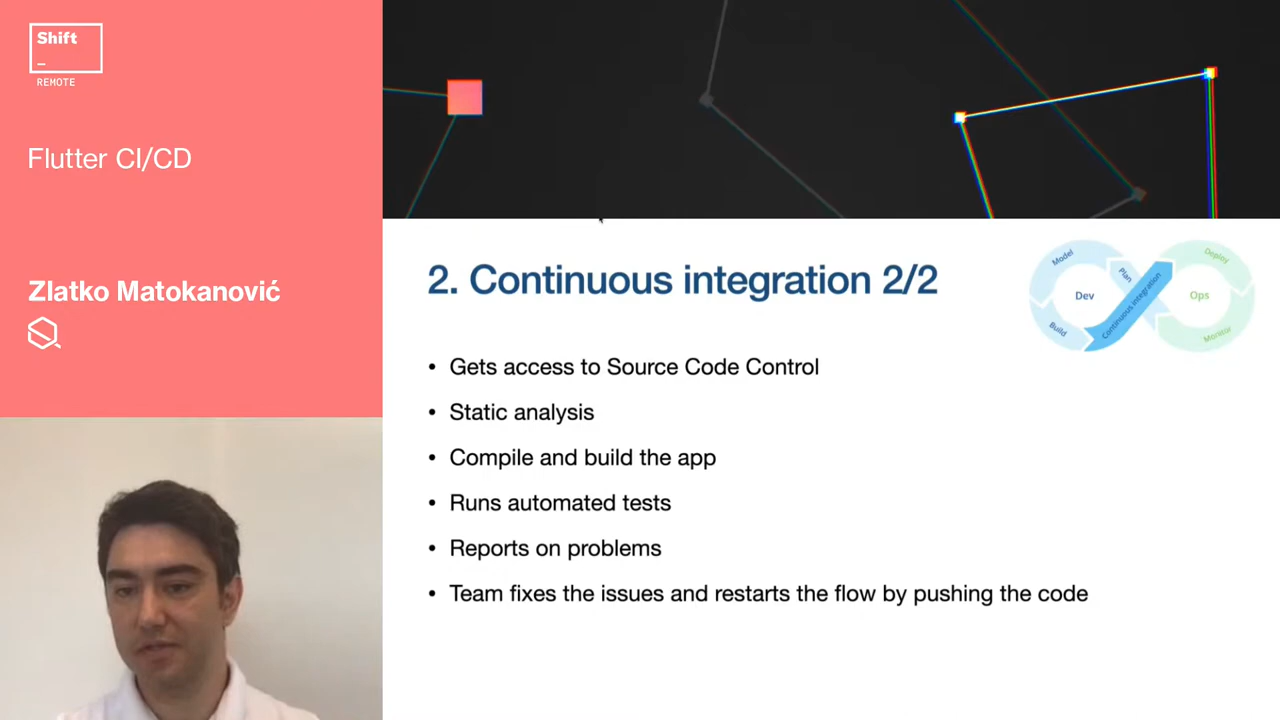 Shift
_
REMOTE
Flutter CI/CD
Zlatko Matokanović
2. Continuous integration 2/2
Model
Plan
Deploy
Dev
Continuous integration
Ops
Build
Monitor
• Gets access to Source Code Control
• Static analysis
• Compile and build the app
• Runs automated tests
• Reports on problems
• Team fixes the issues and restarts the flow by pushing the code